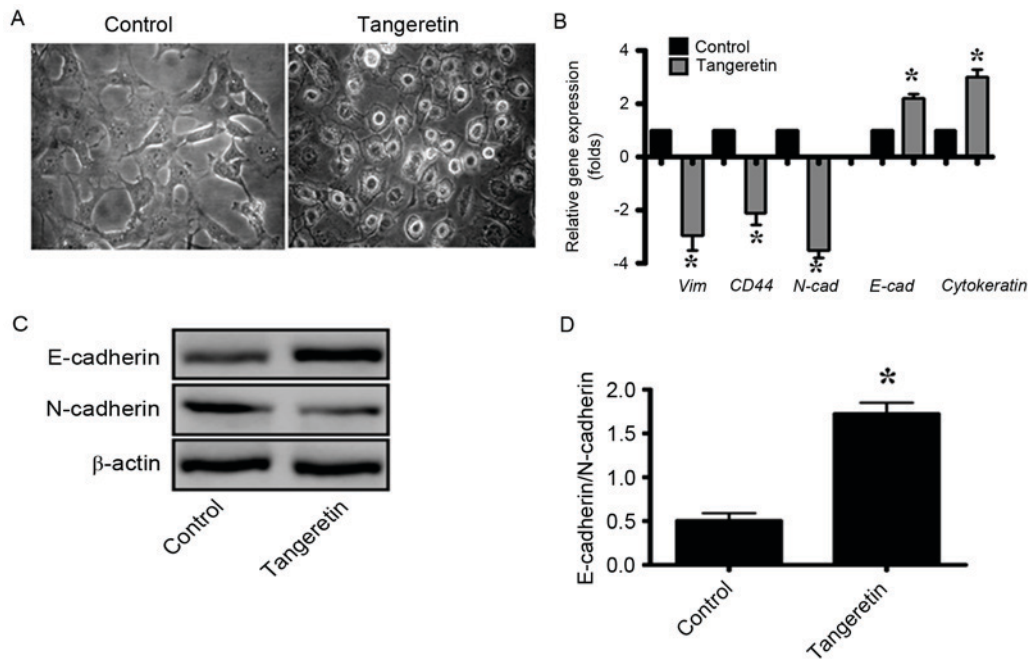 A
Control
Tangeretin
B
Control
Tangeretin
Relative gene expression
(folds)
4
2
0
-2
-4
*
*
*
*
*
Vim
CD44
N-cad
E-cad
Cytokeratin
C
E-cadherin
N-cadherin
β-actin
Control
Tangeretin
D
E-cadherin/N-cadherin
2.0
1.5
1.0
0.5
0.0
*
Control
Tangeretin